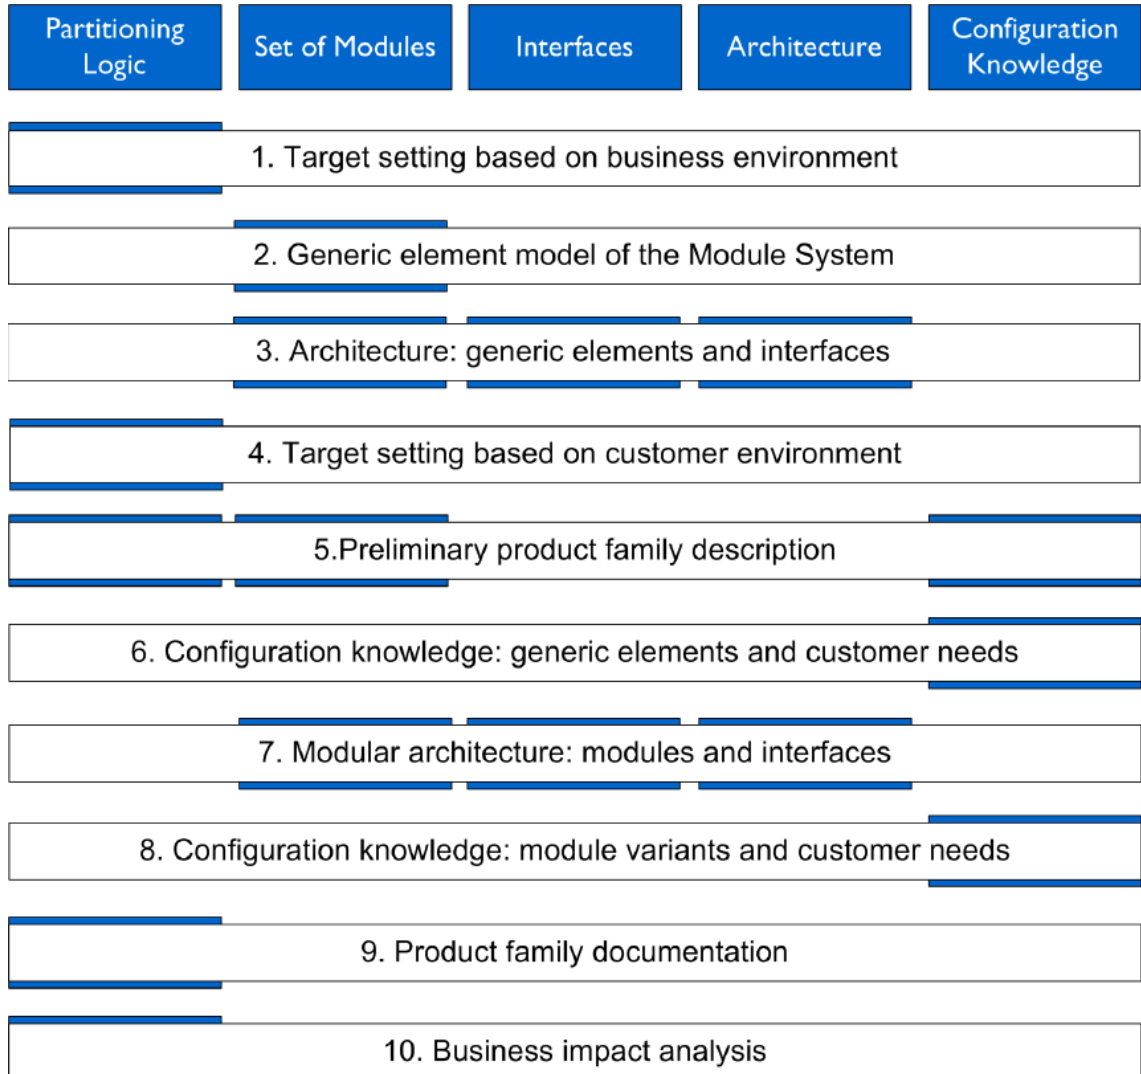 Partitioning
Logic
Set of Modules
Interfaces
Architecture
Configuration
Knowledge
1. Target setting based on business environment
2. Generic element model of the Module System
3. Architecture: generic elements and interfaces
4. Target setting based on customer environment
5.Preliminary product family description
6. Configuration knowledge: generic elements and customer needs
7. Modular architecture: modules and interfaces
8. Configuration knowledge: module variants and customer needs
9. Product family documentation
10. Business impact analysis